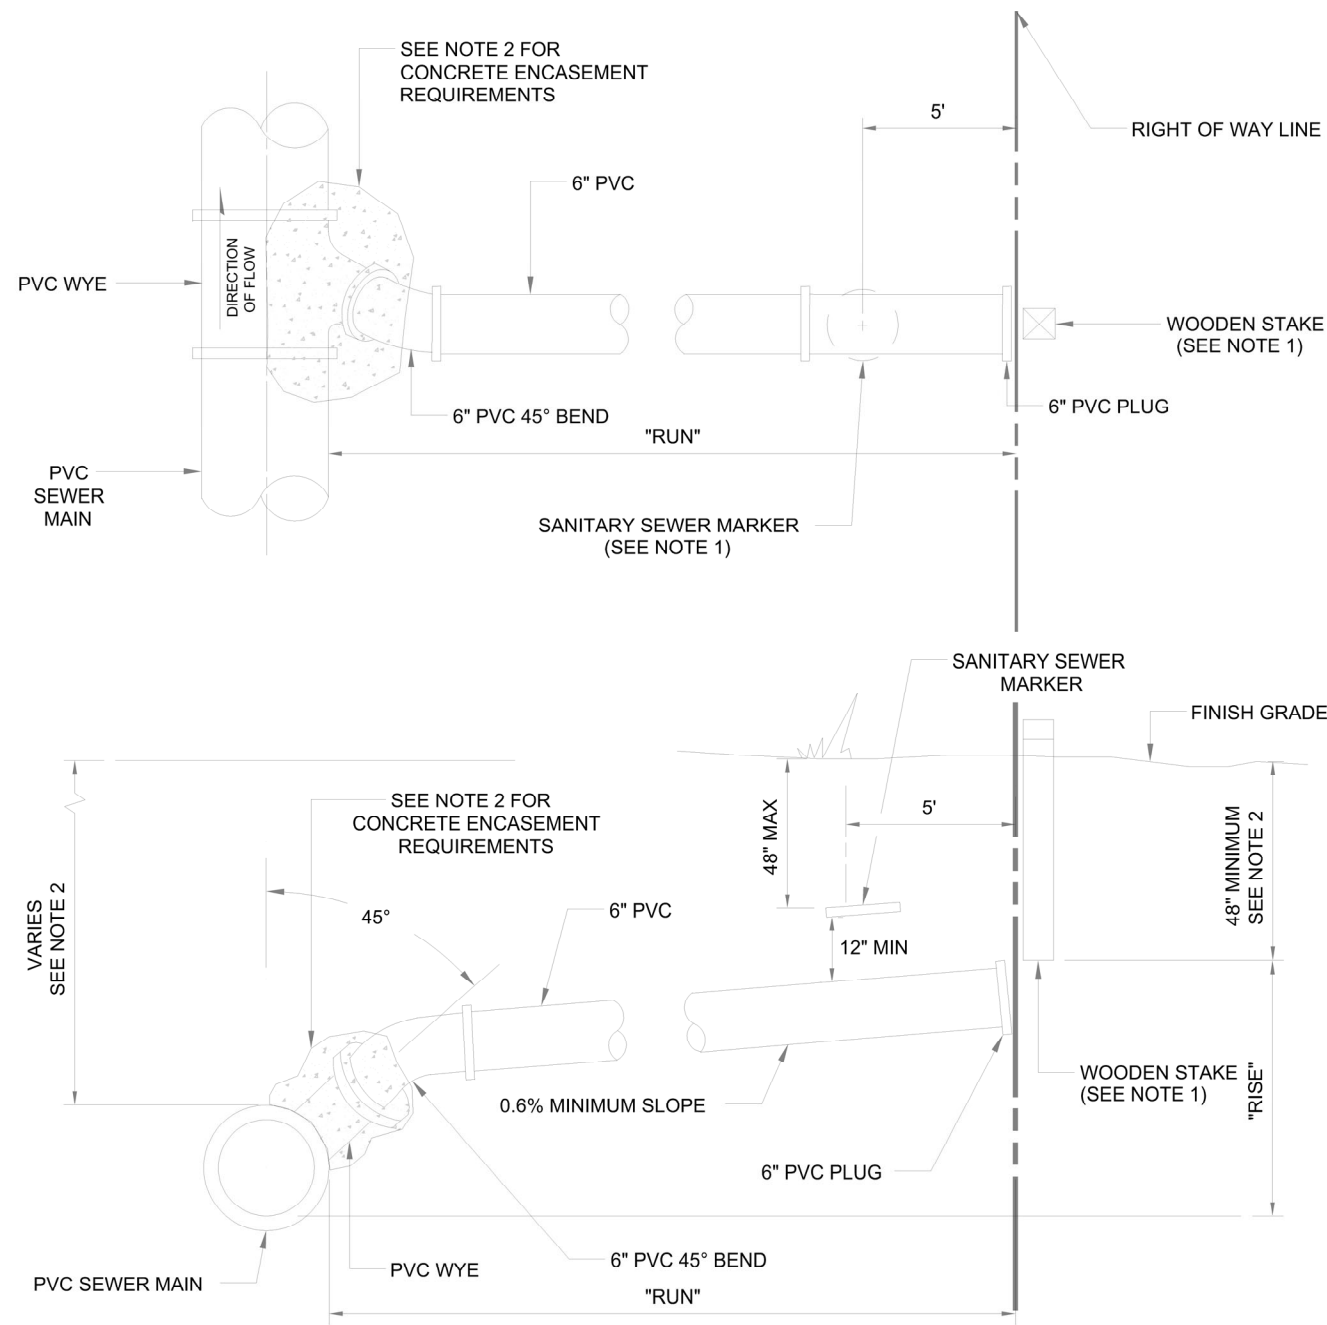 SEE NOTE 2 FOR
CONCRETE ENCASEMENT
REQUIREMENTS
5'
RIGHT OF WAY LINE
6" PVC
DIRECTION
OF FLOW
PVC WYE
WOODEN STAKE
(SEE NOTE 1)
6" PVC PLUG
6" PVC 45° BEND
"RUN"
PVC
SEWER
MAIN
SANITARY SEWER MARKER
(SEE NOTE 1)
SANITARY SEWER
MARKER
FINISH GRADE
SEE NOTE 2 FOR
CONCRETE ENCASEMENT
REQUIREMENTS
48" MAX
5'
48" MINIMUM
SEE NOTE 2
VARIES
SEE NOTE 2
45°
6" PVC
12" MIN
WOODEN STAKE
(SEE NOTE 1)
"RISE"
0.6% MINIMUM SLOPE
6" PVC PLUG
6" PVC 45° BEND
PVC WYE
PVC SEWER MAIN
"RUN"